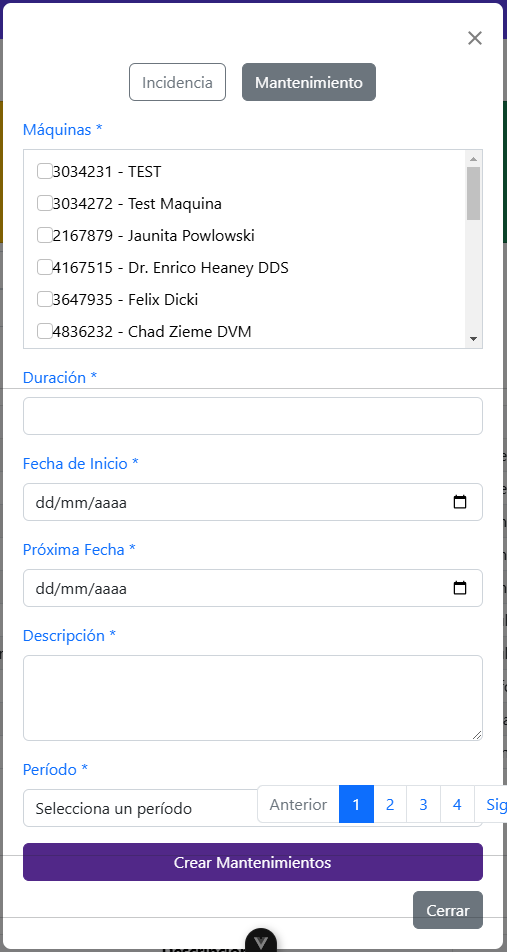 Incidencia Mantenimiento
Máquinas *
3034231 - TEST
3034272 - Test Maquina
2167879 - Jaunita Powlowski
4167515 - Dr. Enrico Heaney DDS
3647935 - Felix Dicki
4836232 - Chad Zieme DVM
Duración *
Fecha de Inicio *
dd/mm/aaaa
Próxima Fecha *
dd/mm/aaaa
Descripción *
Período *
Selecciona un período
Anterior 1 2 3 4 Sig
Crear Mantenimientos
Cerrar